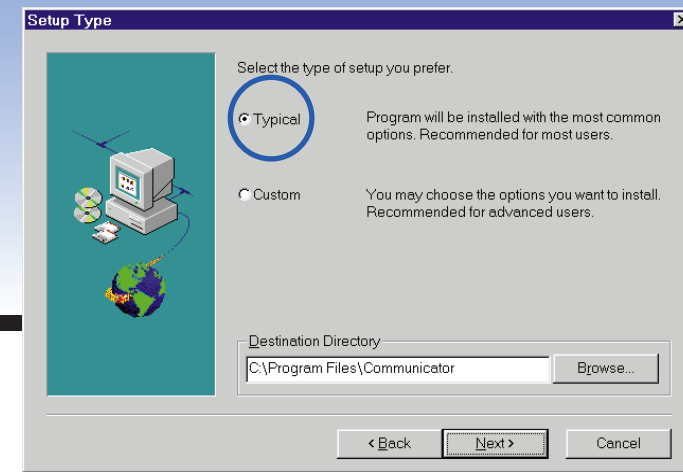 Setup Type
Select the type of setup you prefer.
Typical
Program will be installed with the most common
options. Recommended for most users.
Custom
You may choose the options you want to install.
Recommended for advanced users.
Destination Directory
C:\Program Files\Communicator
Browse...
< Back
Next >
Cancel